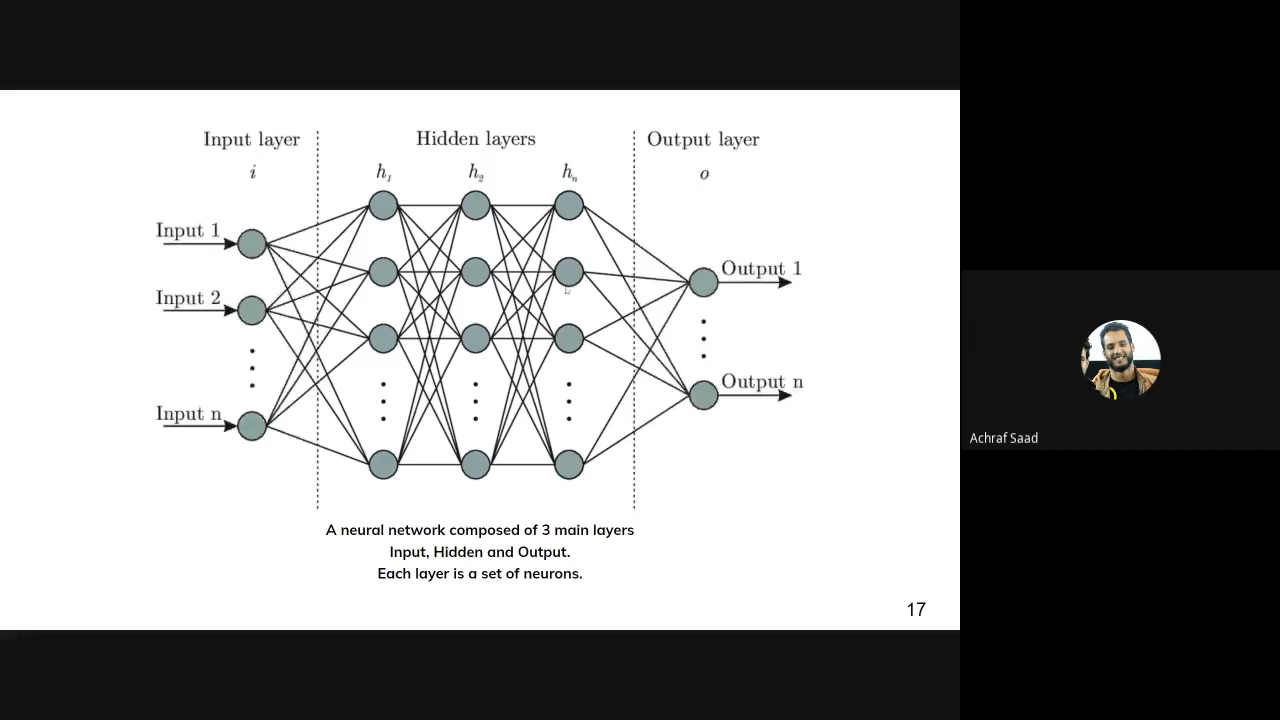 Input layer
Hidden layers
Output layer
i
h1
h2
hn
o
Input 1
Input 2
Input n
Output 1
Output n
A neural network composed of 3 main layers
Input, Hidden and Output.
Each layer is a set of neurons.
17
Achraf Saad